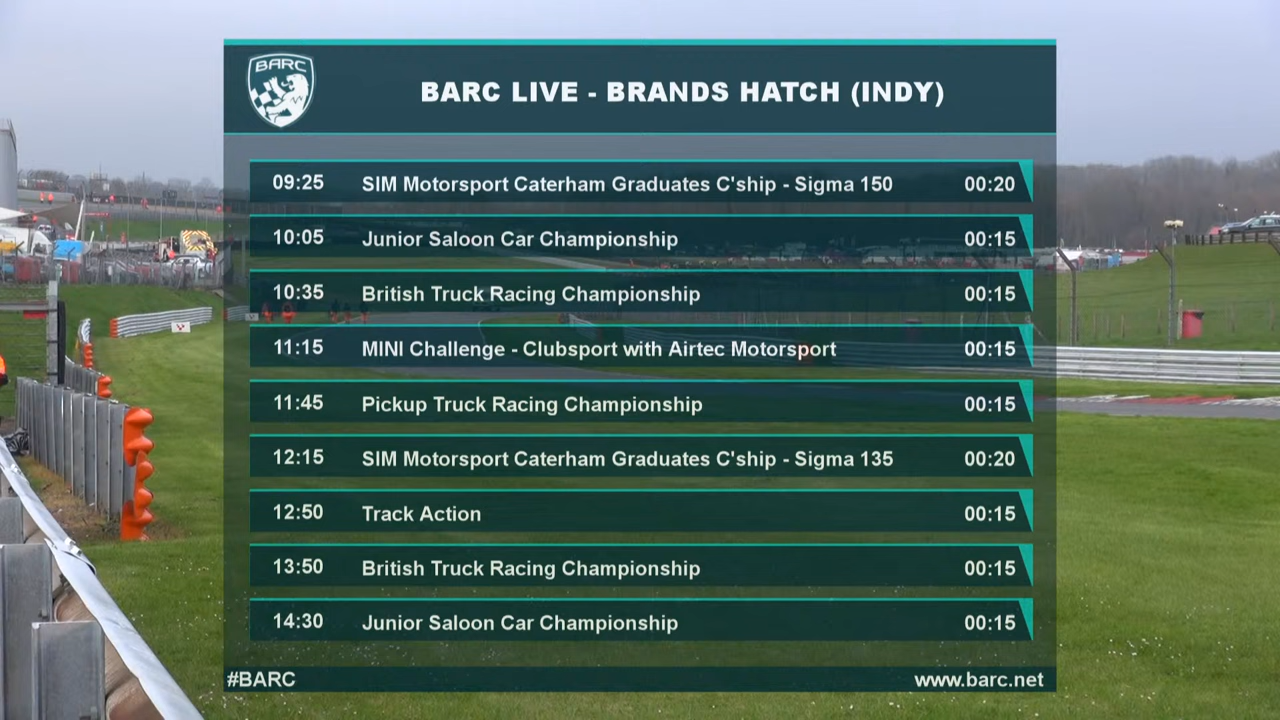 BARC
BARC LIVE - BRANDS HATCH (INDY)
09:25 SIM Motorsport Caterham Graduates C'ship - Sigma 150 00:20
10:05 Junior Saloon Car Championship 00:15
10:35 British Truck Racing Championship 00:15
11:15 MINI Challenge - Clubsport with Airtec Motorsport 00:15
11:45 Pickup Truck Racing Championship 00:15
12:15 SIM Motorsport Caterham Graduates C'ship - Sigma 135 00:20
12:50 Track Action 00:15
13:50 British Truck Racing Championship 00:15
14:30 Junior Saloon Car Championship 00:15
#BARC www.barc.net